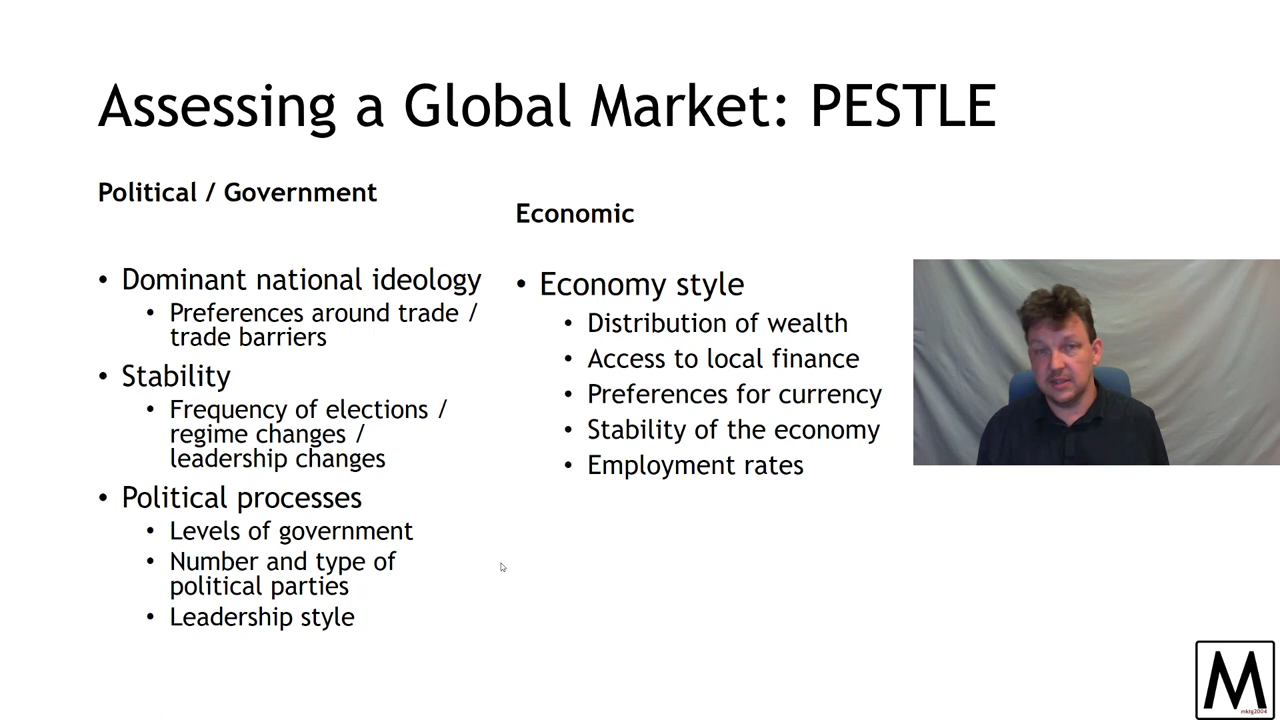 Assessing a Global Market: PESTLE
Political / Government
• Dominant national ideology
• Preferences around trade /
trade barriers
• Stability
• Frequency of elections /
regime changes /
leadership changes
• Political processes
• Levels of government
• Number and type of
political parties
• Leadership style
Economic
• Economy style
• Distribution of wealth
• Access to local finance
• Preferences for currency
• Stability of the economy
• Employment rates
M
mktg2004